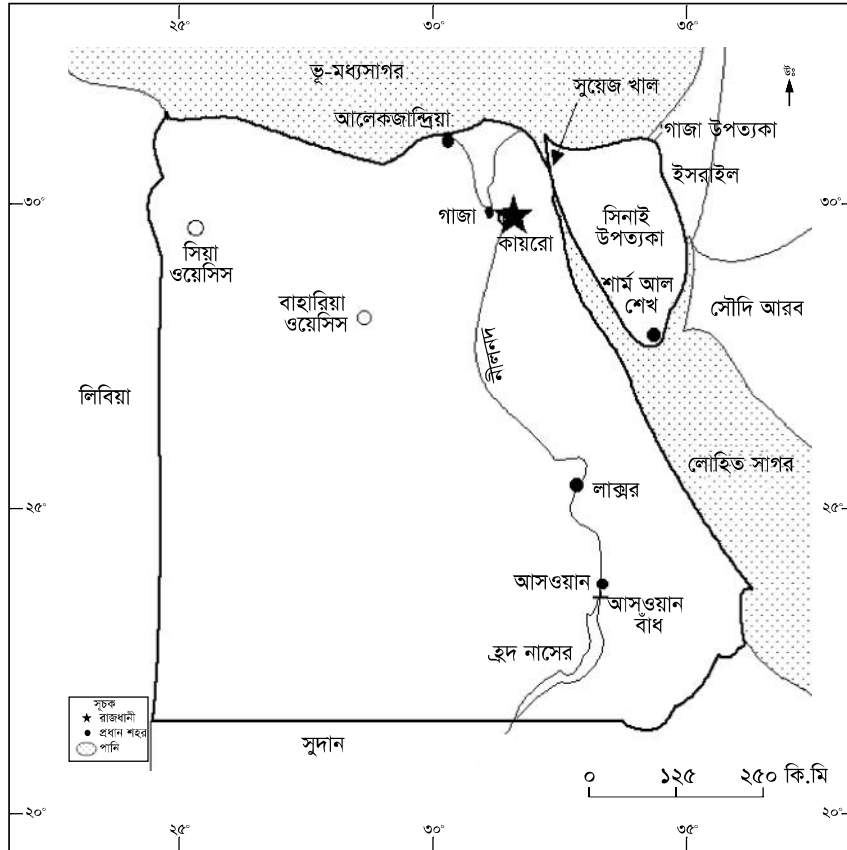 ২৫° ৩০° ৩৫°
ভূ-মধ্যসাগর
সুয়েজ খাল
উঃ
আলেকজান্দ্রিয়া
গাজা উপত্যকা
ইসরাইল
৩০° ৩০°
গাজা
সিনাই
উপত্যকা
কায়রো
সিয়া
ওয়েসিস
শার্ম আল
শেখ
বাহারিয়া
ওয়েসিস
সৌদি আরব
নীলনদ
লিবিয়া
লোহিত সাগর
লাক্সর
২৫° ২৫°
আসওয়ান
আসওয়ান
বাঁধ
হ্রদ নাসের
সূচক
রাজধানী
প্রধান শহর
পানি
সুদান
০ ১২৫ ২৫০ কি.মি
২০° ২০°
২৫° ৩০° ৩৫°